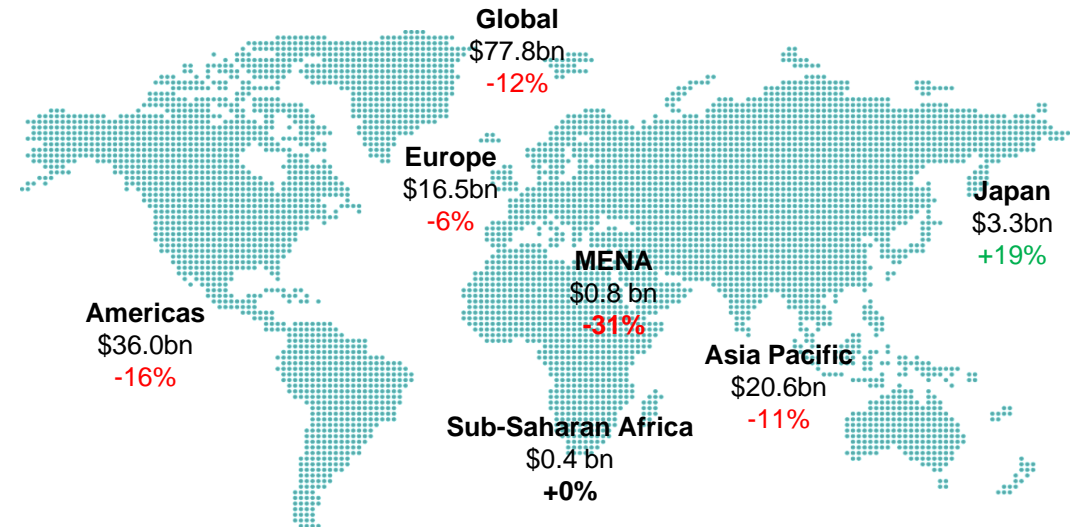 Global
$77.8bn
-12%
Europe
$16.5bn
-6%
Japan
$3.3bn
+19%
MENA
$0.8 bn
-31%
Americas
$36.0bn
-16%
Asia Pacific
$20.6bn
-11%
Sub-Saharan Africa
$0.4 bn
+0%